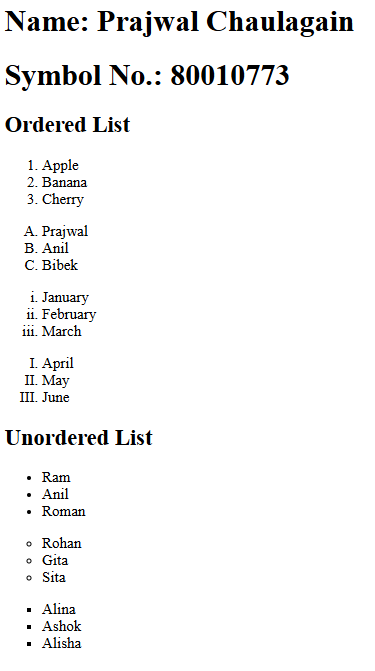 Name: Prajwal Chaulagain
Symbol No.: 80010773
Ordered List
1. Apple
2. Banana
3. Cherry
A. Prajwal
B. Anil
C. Bibek
i. January
ii. February
iii. March
I. April
II. May
III. June
Unordered List
• Ram
• Anil
• Roman
◦ Rohan
◦ Gita
◦ Sita
▪ Alina
▪ Ashok
▪ Alisha